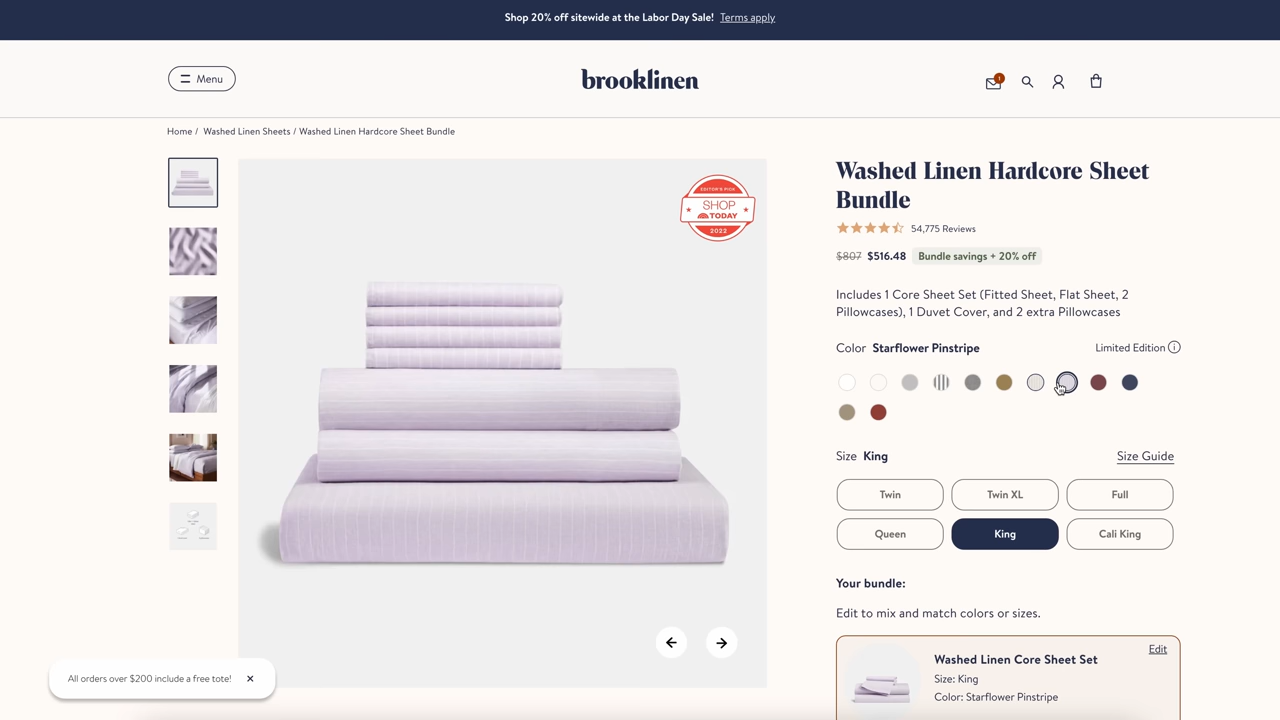 Shop 20% off sitewide at the Labor Day Sale! Terms apply
Menu
brooklinen
1
Home / Washed Linen Sheets / Washed Linen Hardcore Sheet Bundle
EDITOR'S PICK
SHOP
TODAY
2022
Washed Linen Hardcore Sheet
Bundle
54,775 Reviews
$807 $516.48 Bundle savings + 20% off
Includes 1 Core Sheet Set (Fitted Sheet, Flat Sheet, 2
Pillowcases), 1 Duvet Cover, and 2 extra Pillowcases
Color Starflower Pinstripe
Limited Edition
Size King
Size Guide
Twin
Twin XL
Full
Queen
King
Cali King
Your bundle:
Edit to mix and match colors or sizes.
Edit
Washed Linen Core Sheet Set
Size: King
Color: Starflower Pinstripe
All orders over $200 include a free tote!